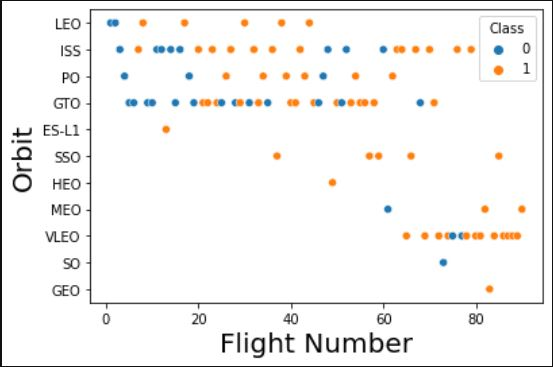 LEO
ISS
PO
GTO
ES-L1
SSO
HEO
MEO
VLEO
SO
GEO
Orbit
Class
0
1
0 20 40 60 80
Flight Number